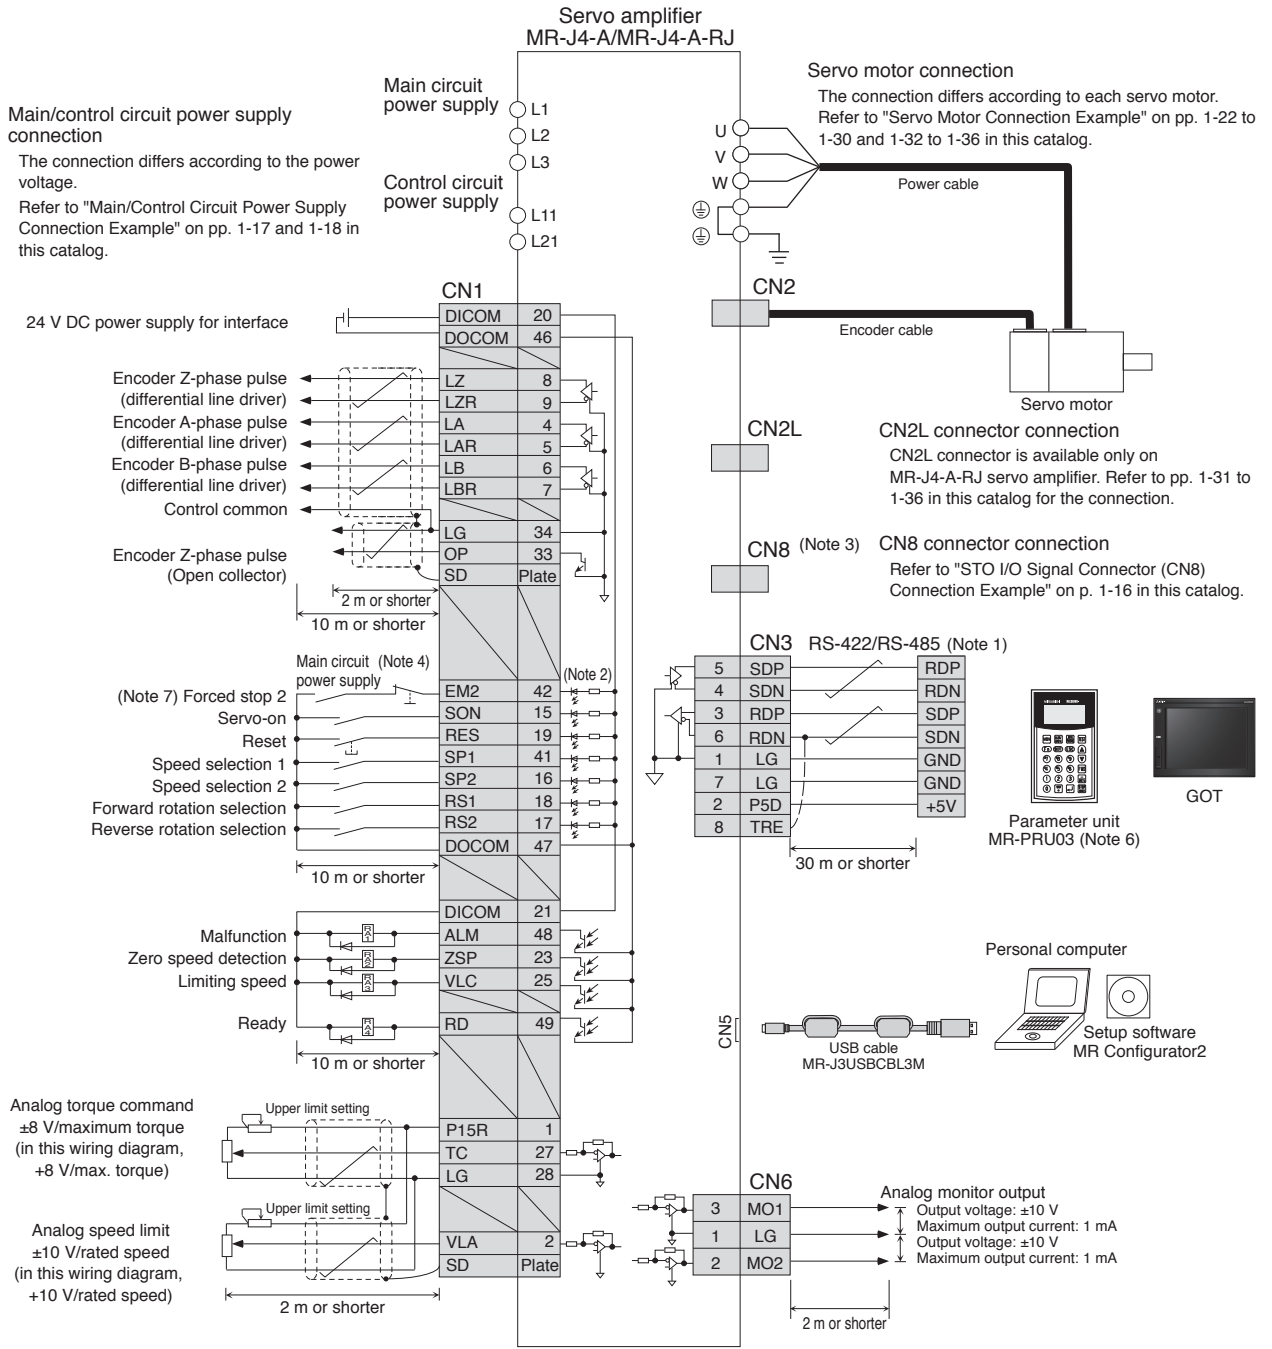 Servo amplifier
MR-J4-A/MR-J4-A-RJ
Main/control circuit power supply
connection
The connection differs according to the power
voltage.
Refer to "Main/Control Circuit Power Supply
Connection Example" on pp. 1-17 and 1-18 in
this catalog.
Main circuit
power supply
L1
L2
L3
Control circuit
power supply
L11
L21
U
V
W
Servo motor connection
The connection differs according to each servo motor.
Refer to "Servo Motor Connection Example" on pp. 1-22 to
1-30 and 1-32 to 1-36 in this catalog.
Power cable
CN2
Encoder cable
Servo motor
CN2L
CN2L connector connection
CN2L connector is available only on
MR-J4-A-RJ servo amplifier. Refer to pp. 1-31 to
1-36 in this catalog for the connection.
CN8 (Note 3)
CN8 connector connection
Refer to "STO I/O Signal Connector (CN8)
Connection Example" on p. 1-16 in this catalog.
CN1
24 V DC power supply for interface
DICOM 20
DOCOM 46
Encoder Z-phase pulse
(differential line driver)
LZ 8
LZR 9
Encoder A-phase pulse
(differential line driver)
LA 4
LAR 5
Encoder B-phase pulse
(differential line driver)
LB 6
LBR 7
Control common
LG 34
Encoder Z-phase pulse
(Open collector)
OP 33
SD Plate
2 m or shorter
10 m or shorter
Main circuit
power supply
(Note 4)
(Note 2)
(Note 7) Forced stop 2 EM2 42
Servo-on SON 15
Reset RES 19
Speed selection 1 SP1 41
Speed selection 2 SP2 16
Forward rotation selection RS1 18
Reverse rotation selection RS2 17
DOCOM 47
10 m or shorter
DICOM 21
Malfunction RA1 ALM 48
Zero speed detection RA2 ZSP 23
Limiting speed RA3 VLC 25
Ready RA4 RD 49
10 m or shorter
Analog torque command
±8 V/maximum torque
(in this wiring diagram,
+8 V/max. torque)
Upper limit setting
P15R 1
TC 27
LG 28
Analog speed limit
±10 V/rated speed
(in this wiring diagram,
+10 V/rated speed)
Upper limit setting
VLA 2
SD Plate
2 m or shorter
CN3 RS-422/RS-485 (Note 1)
5 SDP RDP
4 SDN RDN
3 RDP SDP
6 RDN SDN
1 LG GND
7 LG GND
2 P5D +5V
8 TRE
30 m or shorter
Parameter unit
MR-PRU03 (Note 6)
GOT
CN5
USB cable
MR-J3USBCBL3M
Personal computer
Setup software
MR Configurator2
CN6
3 MO1
1 LG
2 MO2
Analog monitor output
Output voltage: ±10 V
Maximum output current: 1 mA
Output voltage: ±10 V
Maximum output current: 1 mA
2 m or shorter